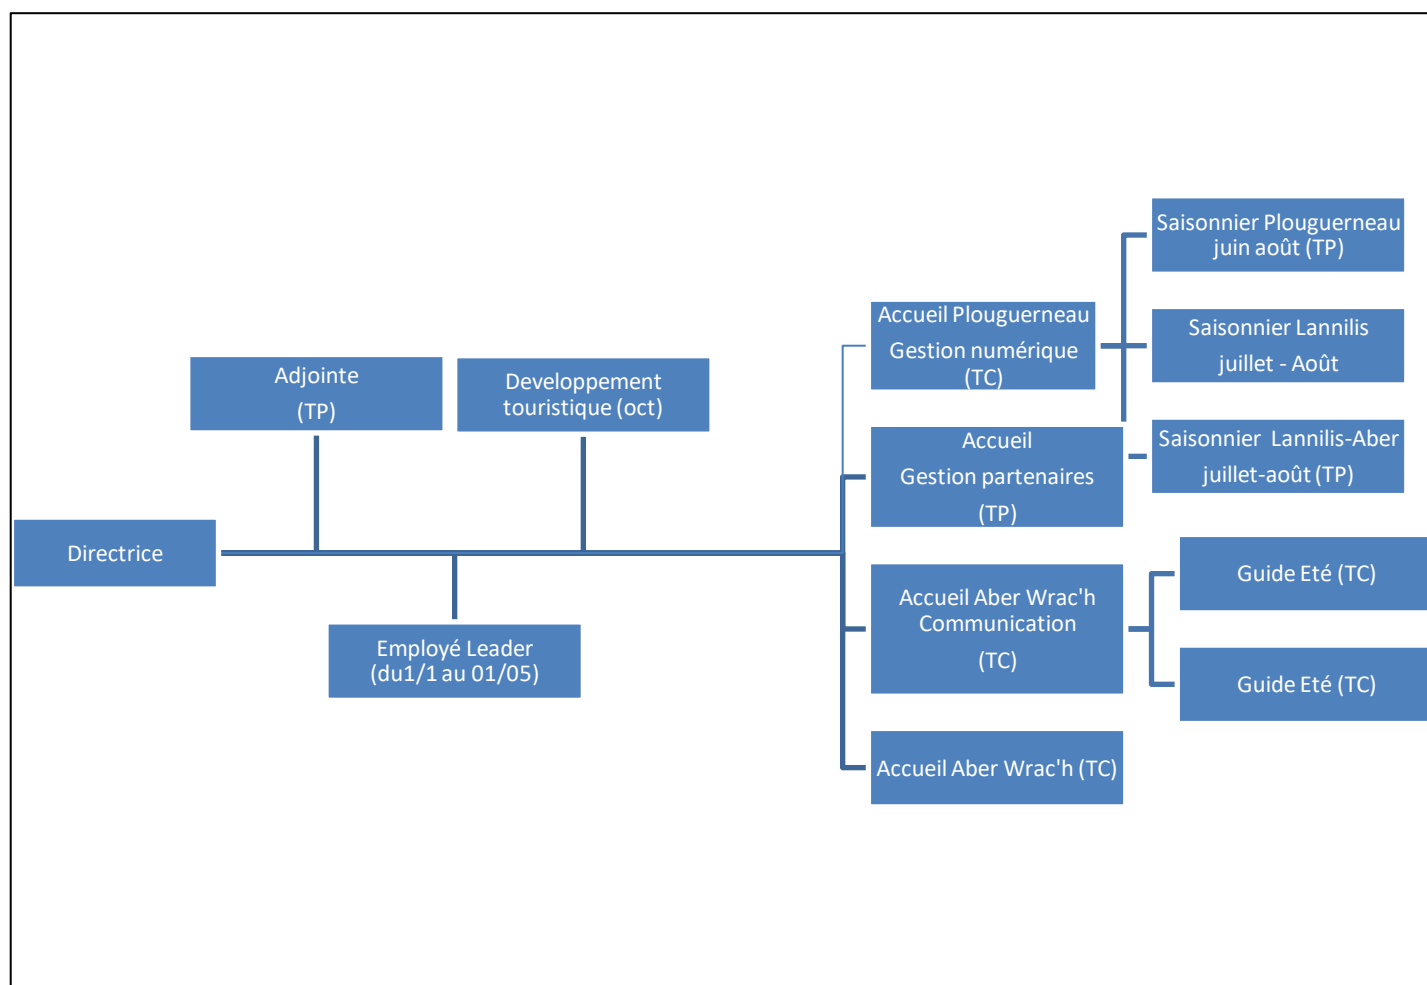 Directrice
Adjointe
(TP)
Developpement
touristique (oct)
Employé Leader
(du1/1 au 01/05)
Accueil Plouguerneau
Gestion numérique
(TC)
Accueil
Gestion partenaires
(TP)
Accueil Aber Wrac'h
Communication
(TC)
Accueil Aber Wrac'h (TC)
Saisonnier Plouguerneau
juin août (TP)
Saisonnier Lannilis
juillet - Août
Saisonnier Lannilis-Aber
juillet-août (TP)
Guide Eté (TC)
Guide Eté (TC)